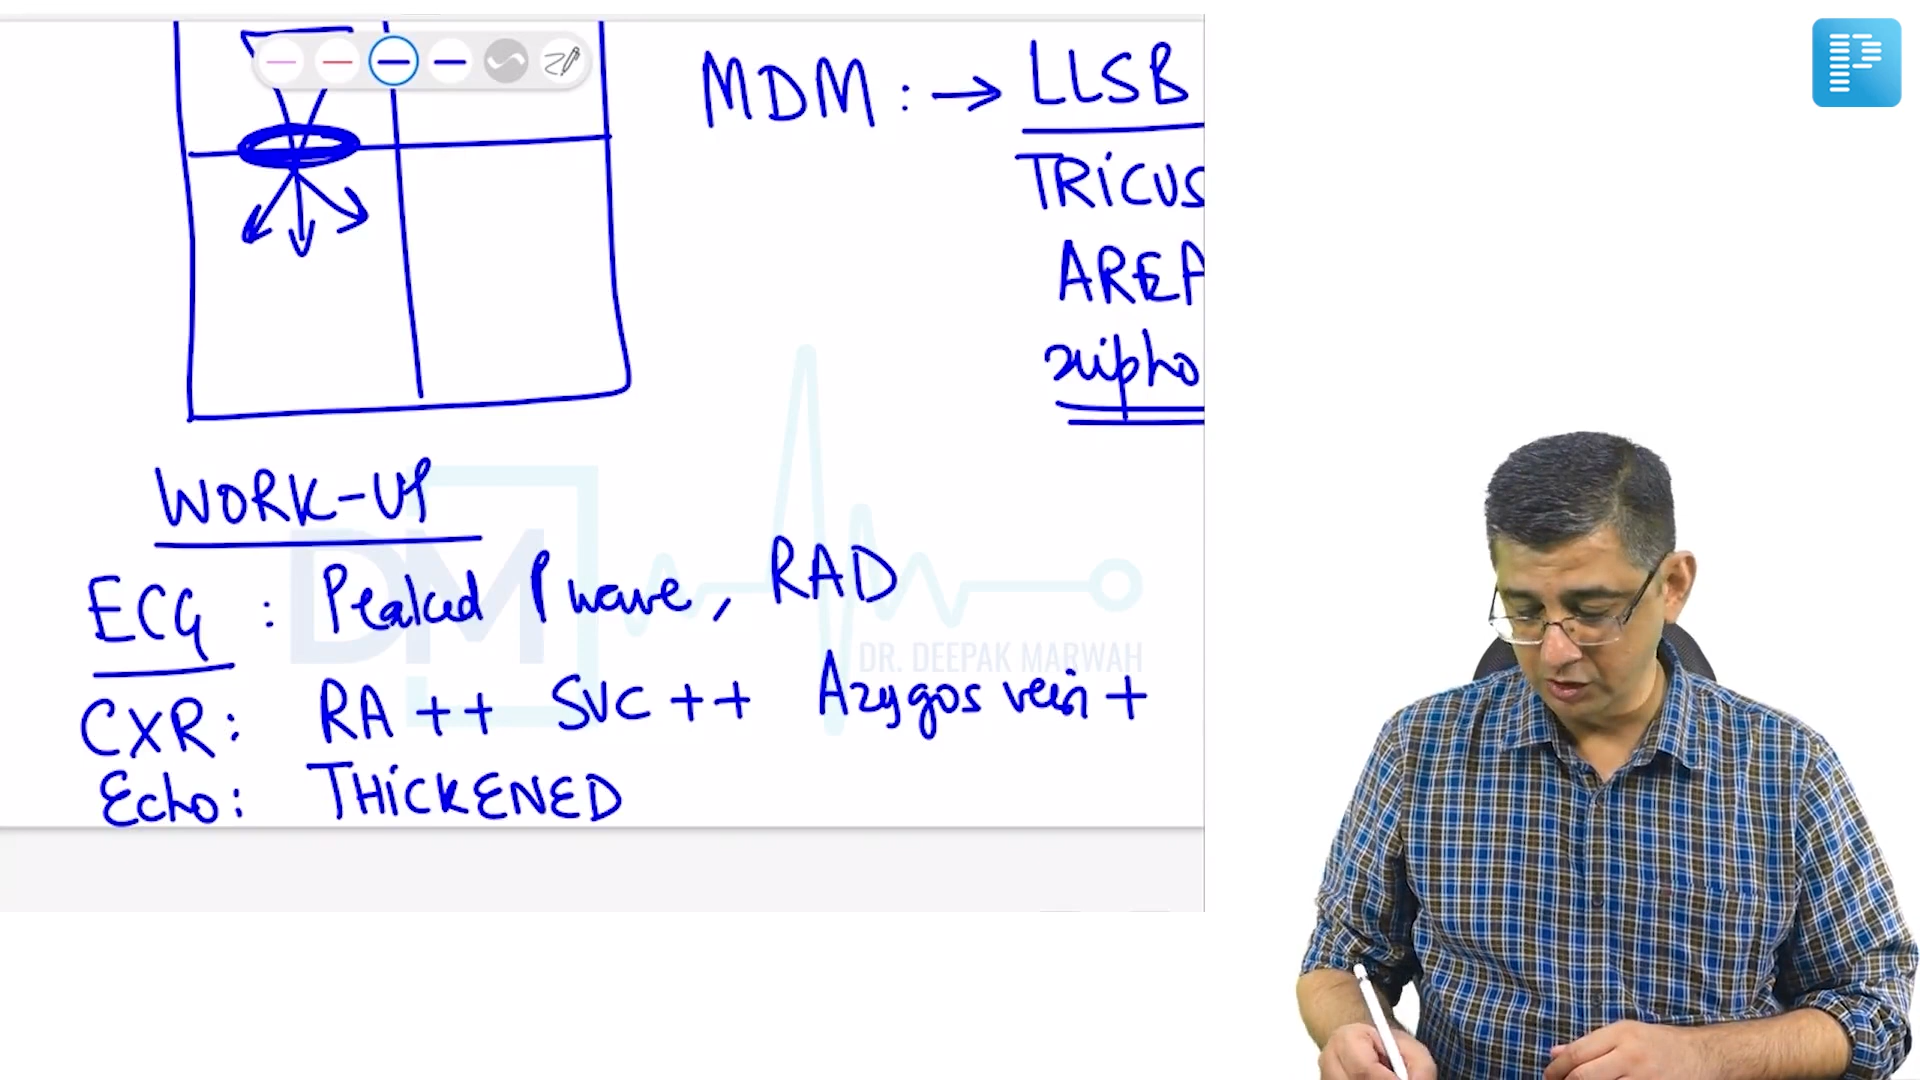 MDM : → LLSB
TRICUS
AREA
xipho
WORK-UP
ECG : Peaked P wave, RAD
DR. DEEPAK MARWAH
CXR: RA ++ SVC ++ Azygos vein +
Echo: THICKENED
DM